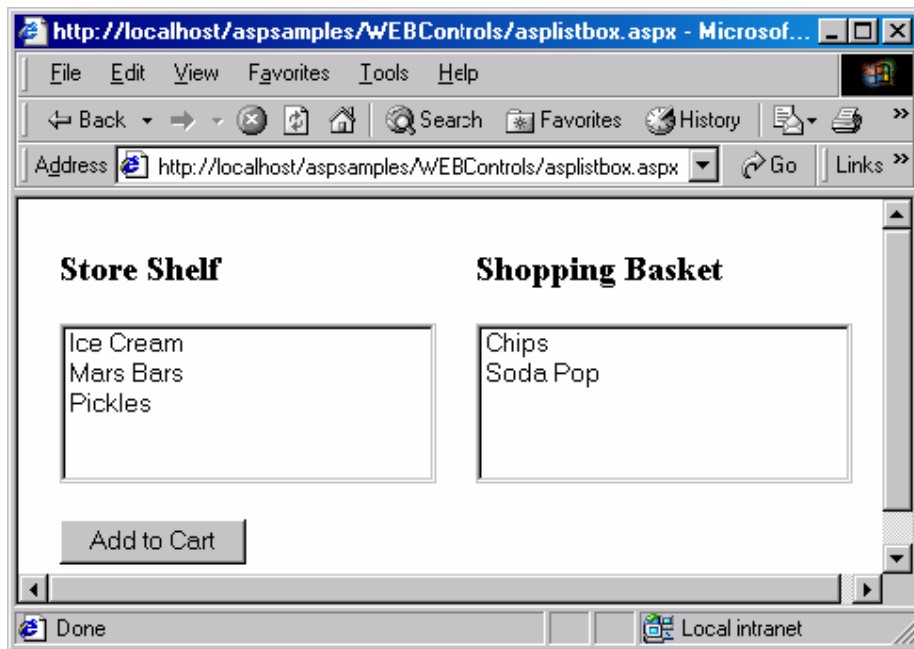 http://localhost/aspsamples/WEBControls/asplistbox.aspx - Microsof...
File Edit View Favorites Tools Help
Back Search Favorites History »
Address http://localhost/aspsamples/WEBControls/asplistbox.aspx Go Links »
Store Shelf Shopping Basket
Ice Cream Chips
Mars Bars Soda Pop
Pickles
Add to Cart
Done Local intranet